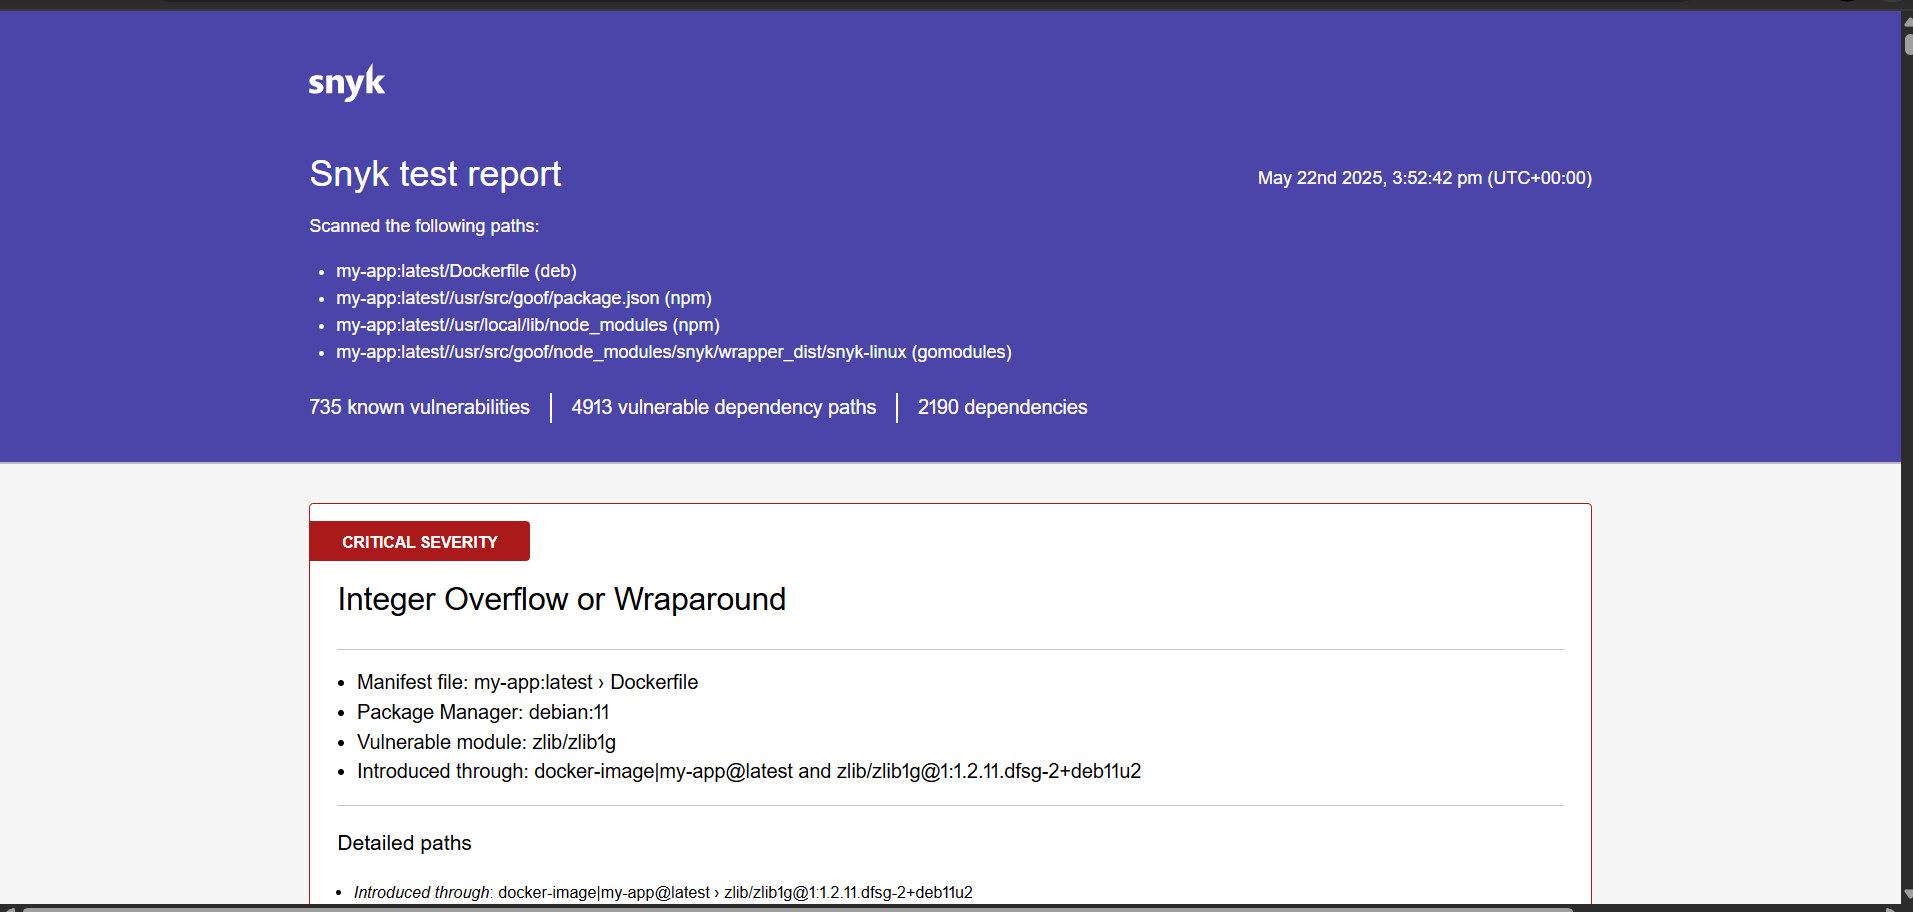 snyk
Snyk test report
May 22nd 2025, 3:52:42 pm (UTC+00:00)
Scanned the following paths:
• my-app:latest/Dockerfile (deb)
• my-app:latest//usr/src/goof/package.json (npm)
• my-app:latest//usr/local/lib/node_modules (npm)
• my-app:latest//usr/src/goof/node_modules/snyk/wrapper_dist/snyk-linux (gomodules)
735 known vulnerabilities | 4913 vulnerable dependency paths | 2190 dependencies
CRITICAL SEVERITY
Integer Overflow or Wraparound
• Manifest file: my-app:latest › Dockerfile
• Package Manager: debian:11
• Vulnerable module: zlib/zlib1g
• Introduced through: docker-image|my-app@latest and zlib/zlib1g@1:1.2.11.dfsg-2+deb11u2
Detailed paths
• Introduced through: docker-image|my-app@latest › zlib/zlib1g@1:1.2.11.dfsg-2+deb11u2